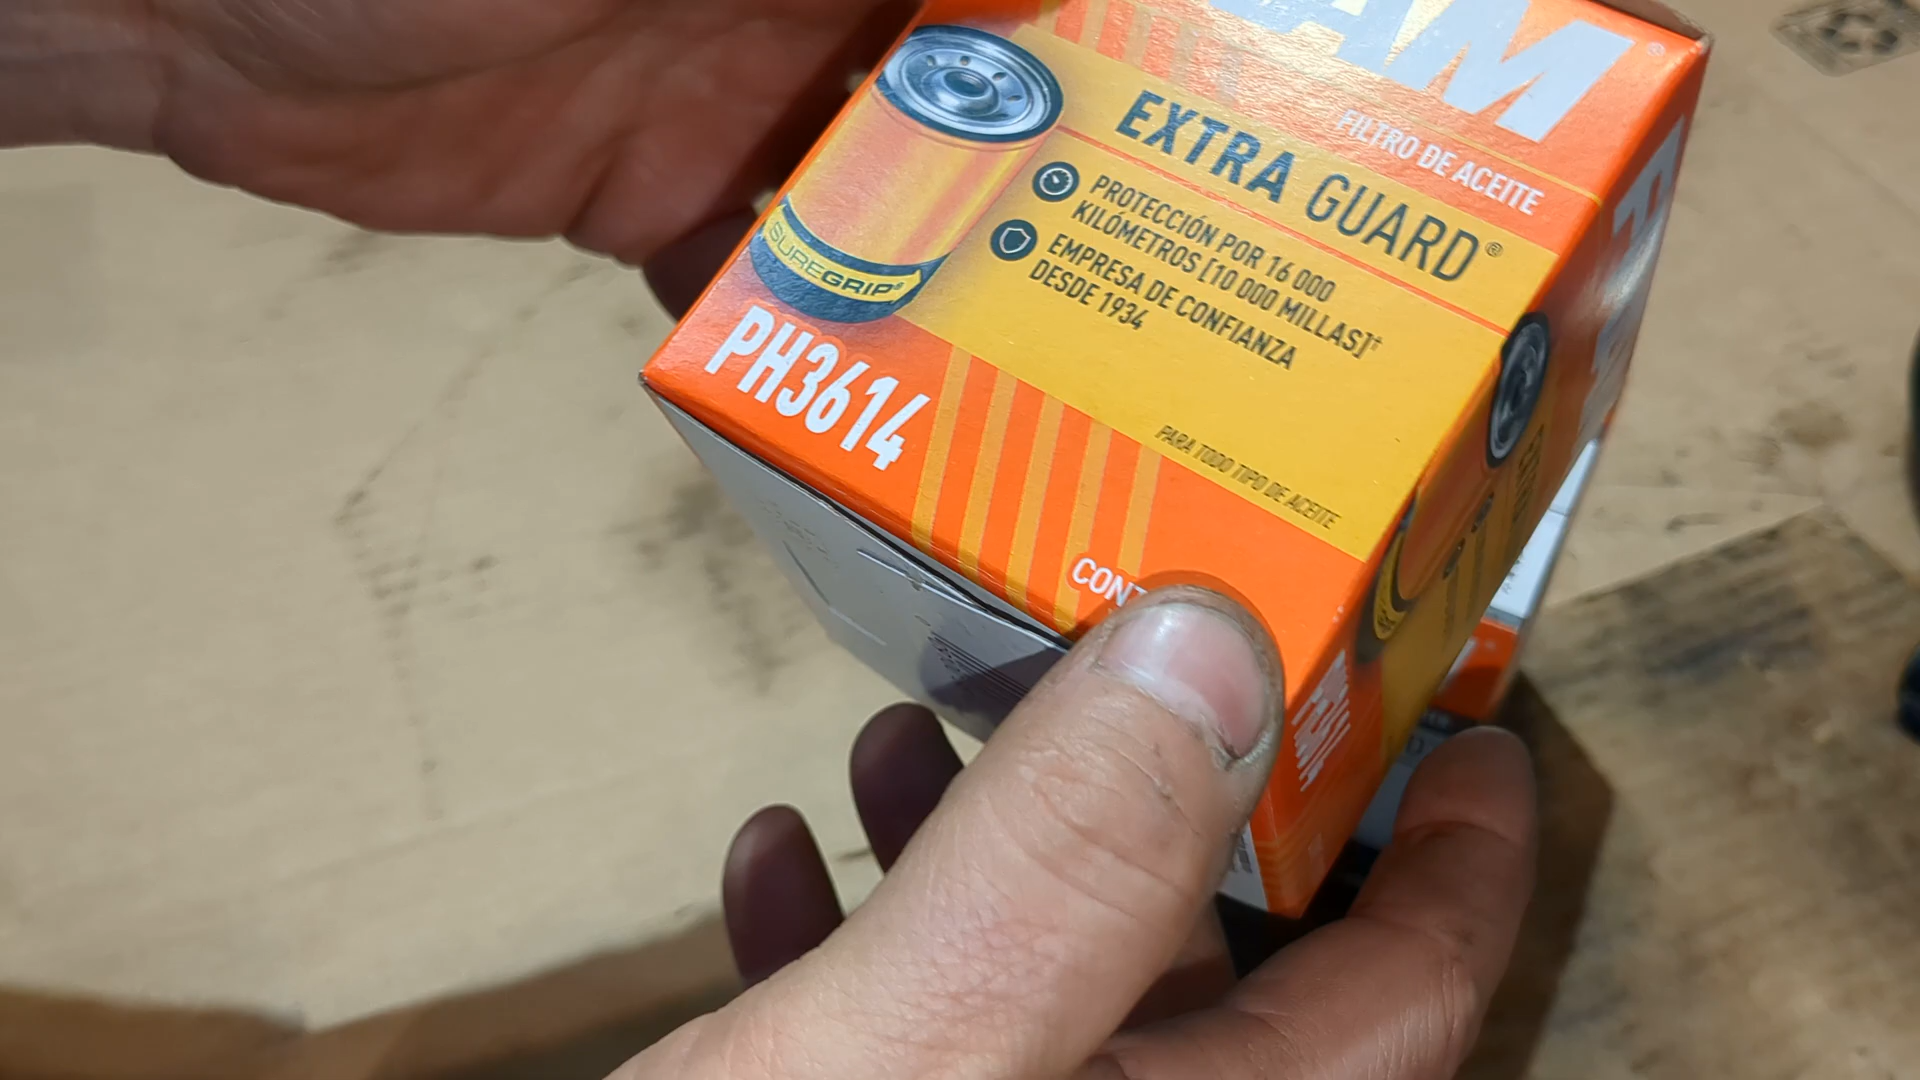 FILTRO DE ACEITE
EXTRA GUARD®
PROTECCIÓN POR 16 000
KILÓMETROS [10 000 MILLAS]†
EMPRESA DE CONFIANZA
DESDE 1934
SUREGRIP®
PH3614
PARA TODO TIPO DE ACEITE